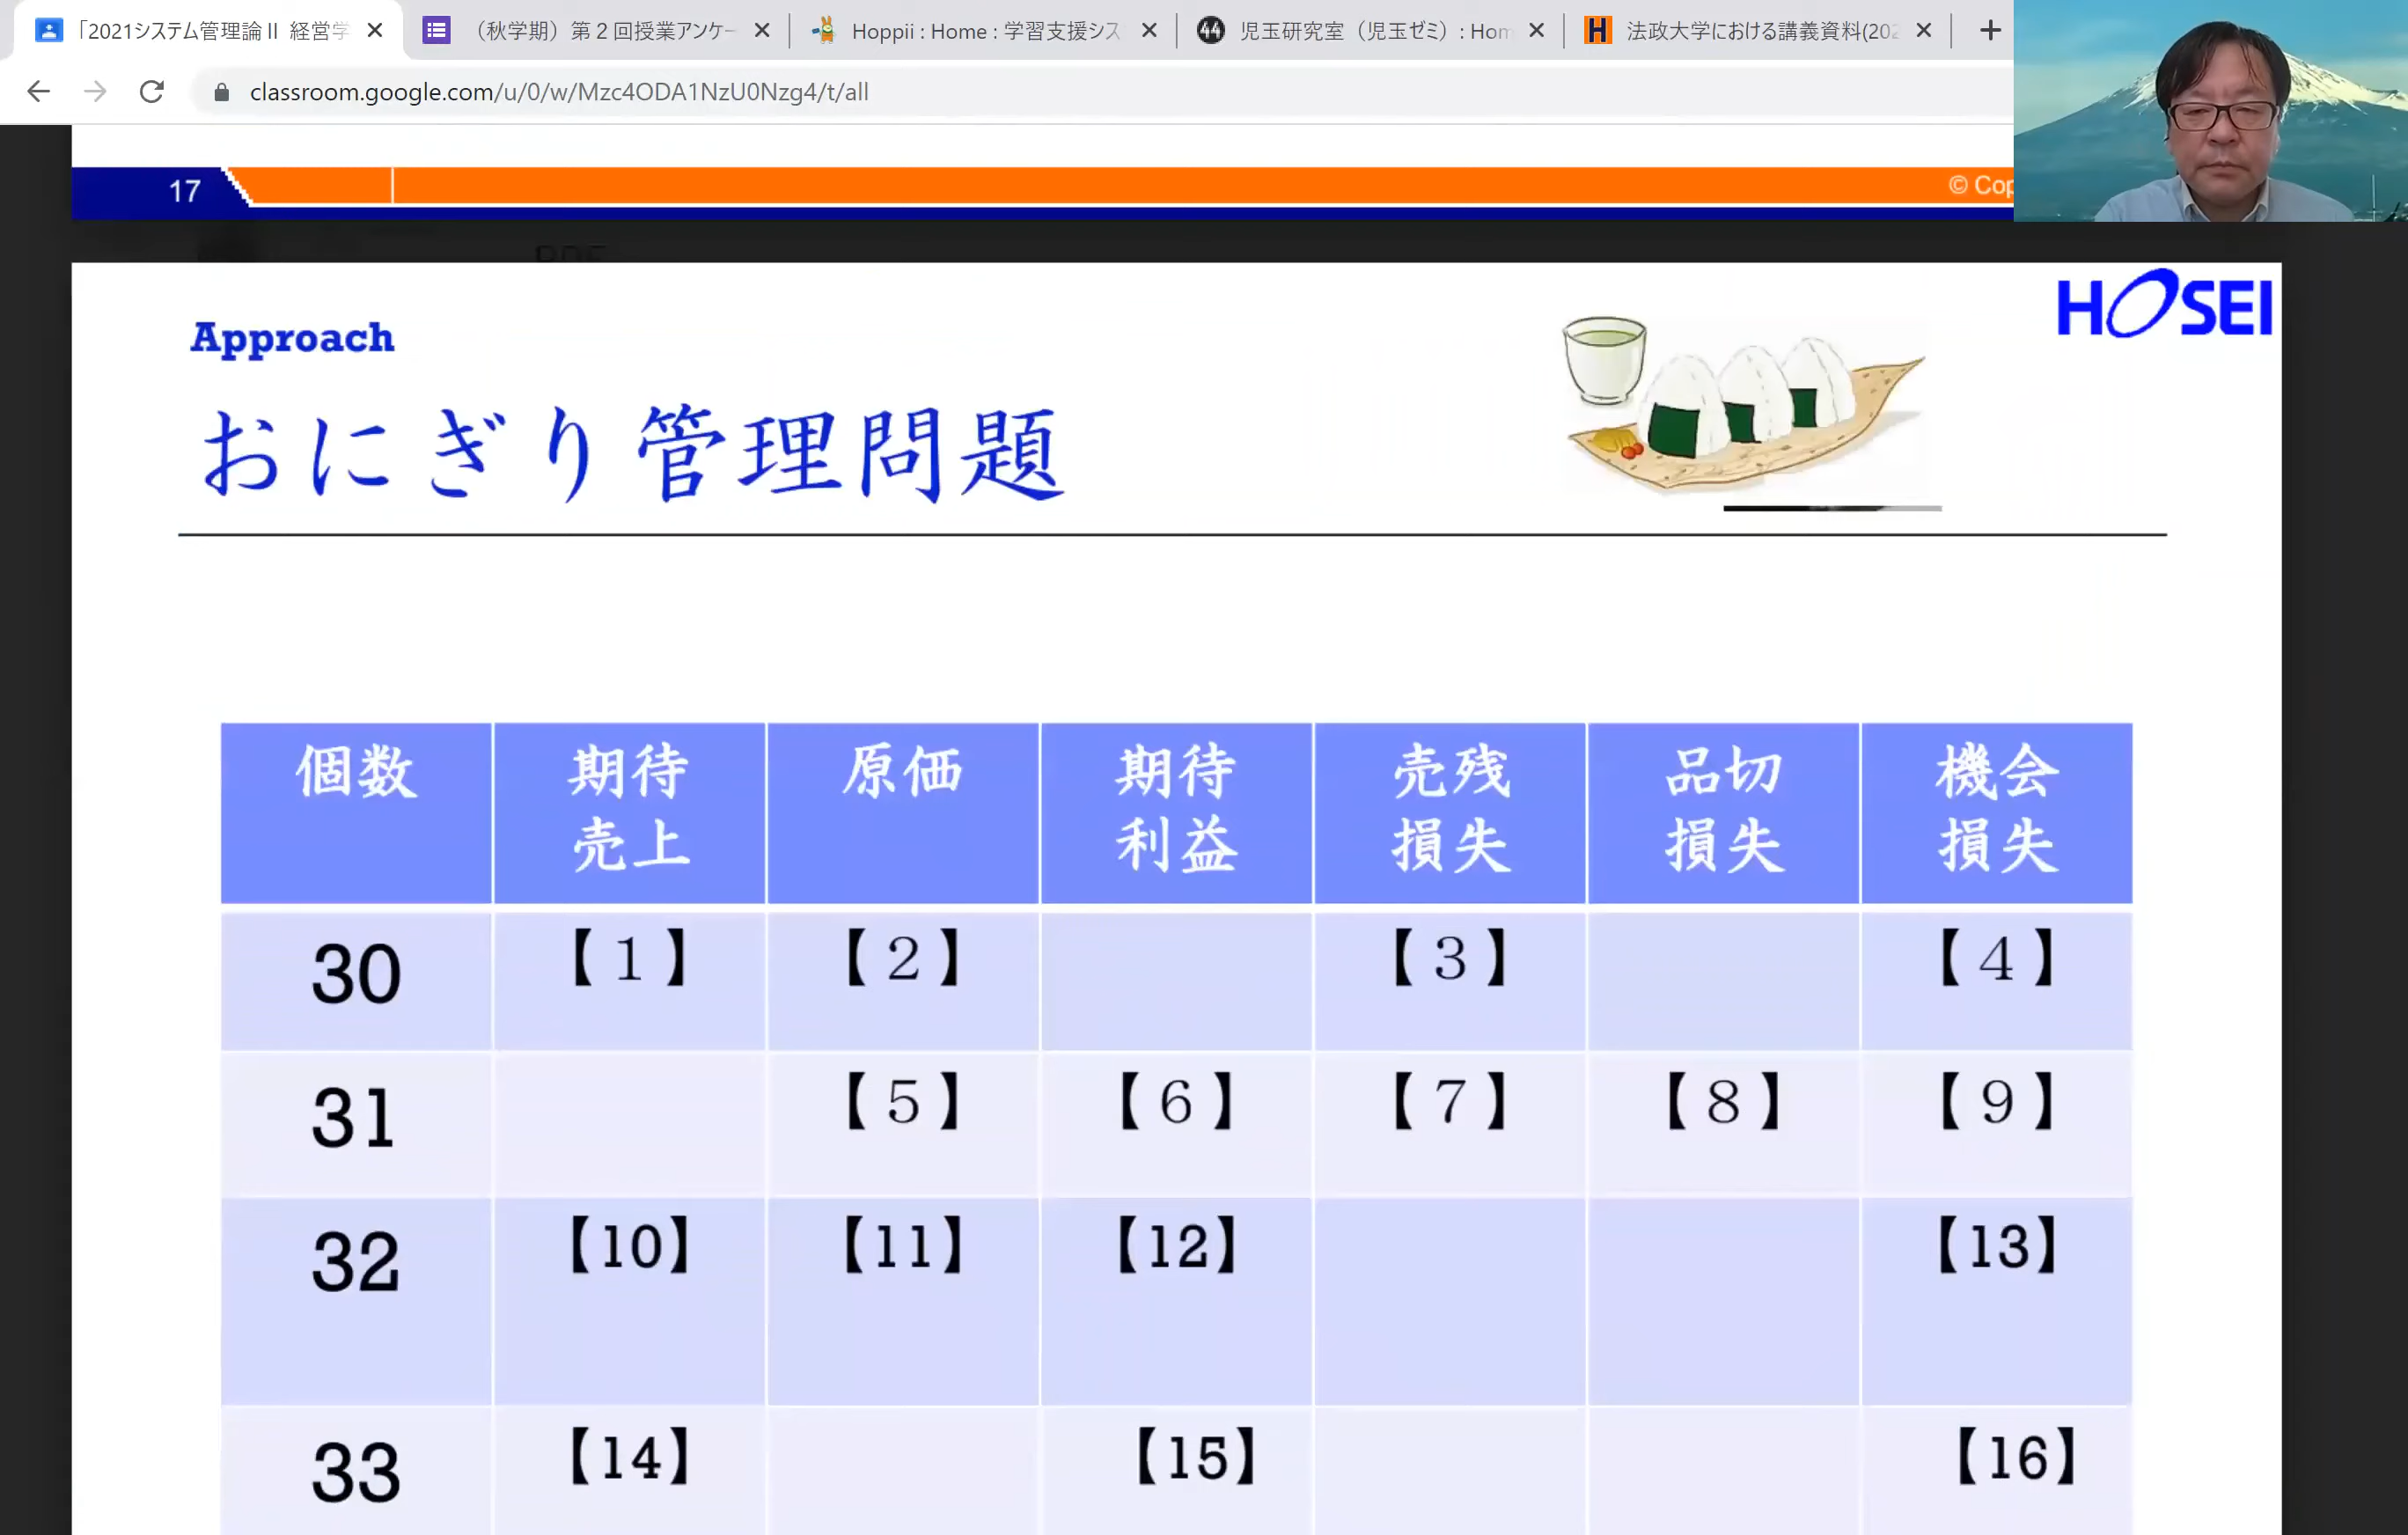 「2021システム管理論Ⅱ 経営学
（秋学期）第２回授業アンケー
Hoppii : Home : 学習支援シス
児玉研究室（児玉ゼミ）: Hom
法政大学における講義資料(202
classroom.google.com/u/0/w/Mzc4ODA1NzU0Nzg4/t/all
17
© Cop
PDF
HOSEI
Approach
おにぎり管理問題
個数 期待売上 原価 期待利益 売残損失 品切損失 機会損失
30 【１】 【２】 【３】 【４】
31 【５】 【６】 【７】 【８】 【９】
32 【10】 【11】 【12】 【13】
33 【14】 【15】 【16】